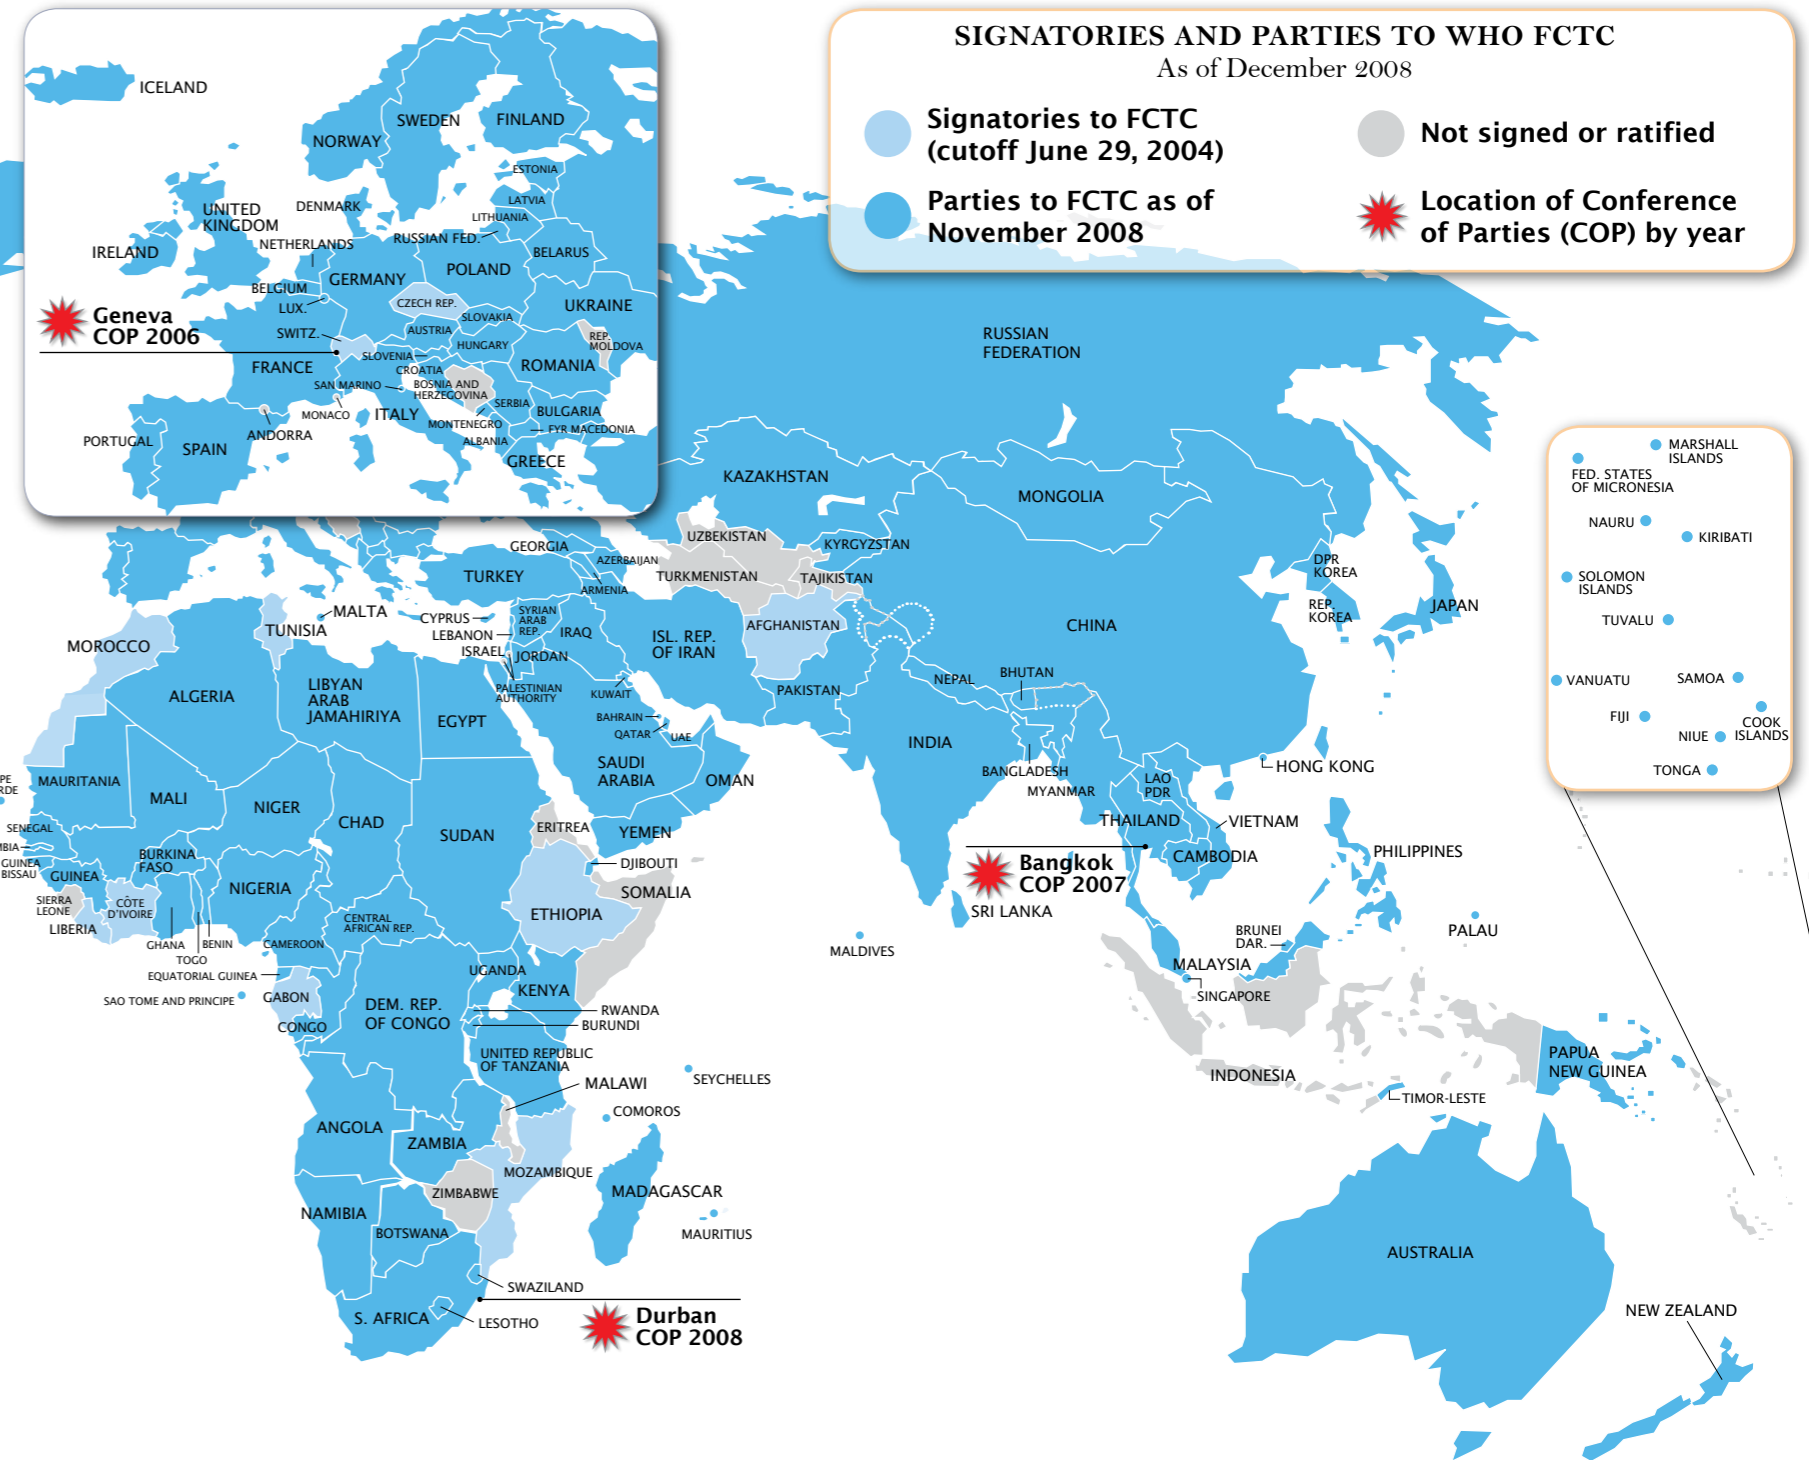 SIGNATORIES AND PARTIES TO WHO FCTC
As of December 2008
Signatories to FCTC
(cutoff June 29, 2004)
Parties to FCTC as of
November 2008
Not signed or ratified
Location of Conference
of Parties (COP) by year
ICELAND
NORWAY
SWEDEN
FINLAND
ESTONIA
LATVIA
LITHUANIA
RUSSIAN FED.
DENMARK
UNITED
KINGDOM
IRELAND
NETHERLANDS
BELARUS
POLAND
GERMANY
BELGIUM
LUX.
CZECH REP.
UKRAINE
SLOVAKIA
Geneva
COP 2006
SWITZ.
AUSTRIA
HUNGARY
REP.
MOLDOVA
SLOVENIA
FRANCE
CROATIA
ROMANIA
SAN MARINO
BOSNIA AND
HERZEGOVINA
SERBIA
MONACO
ITALY
BULGARIA
MONTENEGRO
FYR MACEDONIA
ANDORRA
ALBANIA
PORTUGAL
SPAIN
GREECE
RUSSIAN
FEDERATION
KAZAKHSTAN
MONGOLIA
UZBEKISTAN
KYRGYZSTAN
GEORGIA
AZERBAIJAN
TURKEY
TURKMENISTAN
TAJIKISTAN
ARMENIA
DPR
KOREA
REP.
KOREA
JAPAN
MALTA
CYPRUS
SYRIAN
ARAB
REP.
LEBANON
IRAQ
ISL. REP.
OF IRAN
AFGHANISTAN
CHINA
MOROCCO
TUNISIA
ISRAEL
JORDAN
PALESTINIAN
AUTHORITY
KUWAIT
PAKISTAN
NEPAL
BHUTAN
ALGERIA
LIBYAN
ARAB
JAMAHIRIYA
EGYPT
BAHRAIN
QATAR
UAE
INDIA
SAUDI
ARABIA
OMAN
BANGLADESH
MYANMAR
LAO
PDR
HONG KONG
MAURITANIA
MALI
NIGER
CHAD
SUDAN
ERITREA
YEMEN
THAILAND
VIETNAM
CAMBODIA
PHILIPPINES
PE
RDE
SENEGAL
MBIA
GUINEA
BISSAU
GUINEA
BURKINA
FASO
NIGERIA
DJIBOUTI
SOMALIA
ETHIOPIA
Bangkok
COP 2007
SRI LANKA
MALDIVES
SIERRA
LEONE
CÔTE
D'IVOIRE
LIBERIA
GHANA
TOGO
BENIN
CAMEROON
CENTRAL
AFRICAN REP.
EQUATORIAL GUINEA
SAO TOME AND PRINCIPE
GABON
CONGO
DEM. REP.
OF CONGO
UGANDA
KENYA
RWANDA
BURUNDI
UNITED REPUBLIC
OF TANZANIA
MALAWI
SEYCHELLES
COMOROS
BRUNEI
DAR.
MALAYSIA
SINGAPORE
PALAU
INDONESIA
TIMOR-LESTE
PAPUA
NEW GUINEA
ANGOLA
ZAMBIA
MOZAMBIQUE
ZIMBABWE
MADAGASCAR
MAURITIUS
NAMIBIA
BOTSWANA
SWAZILAND
S. AFRICA
LESOTHO
Durban
COP 2008
AUSTRALIA
NEW ZEALAND
MARSHALL
ISLANDS
FED. STATES
OF MICRONESIA
NAURU
KIRIBATI
SOLOMON
ISLANDS
TUVALU
VANUATU
SAMOA
FIJI
NIUE
COOK
ISLANDS
TONGA